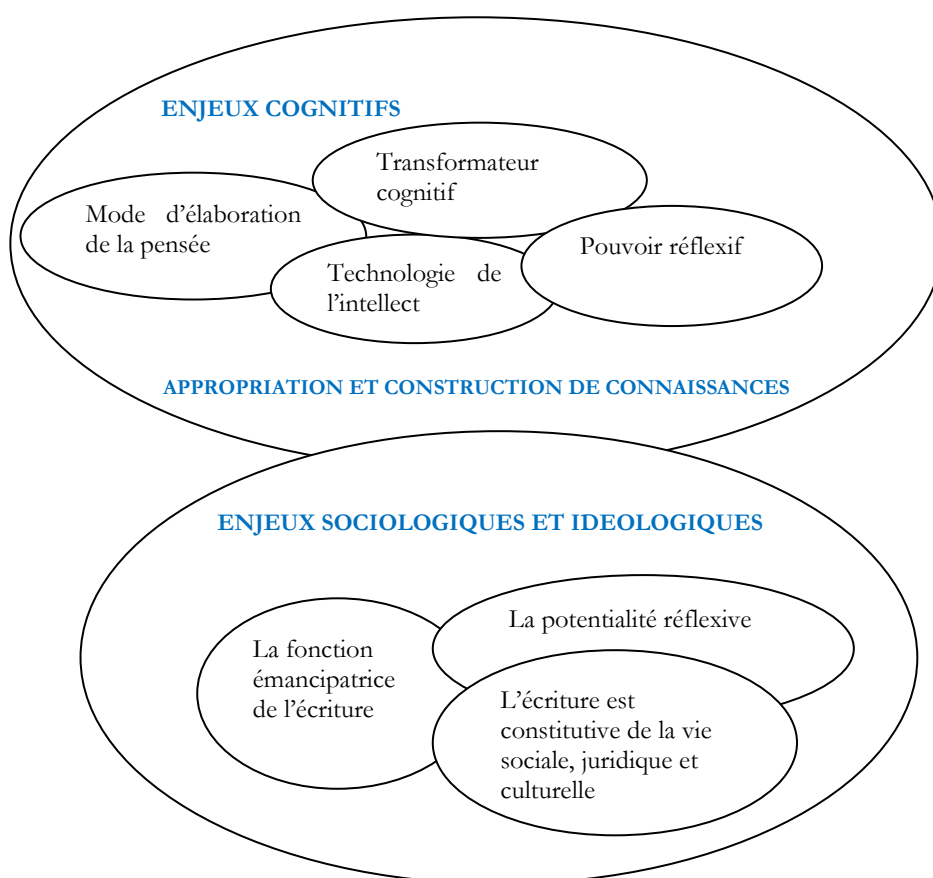 ENJEUX COGNITIFS
Transformateur
cognitif
Mode d’élaboration
de la pensée
Pouvoir réflexif
Technologie de
l’intellect
APPROPRIATION ET CONSTRUCTION DE CONNAISSANCES
ENJEUX SOCIOLOGIQUES ET IDEOLOGIQUES
La potentialité réflexive
La fonction
émancipatrice
de l’écriture
L’écriture est
constitutive de la vie
sociale, juridique et
culturelle